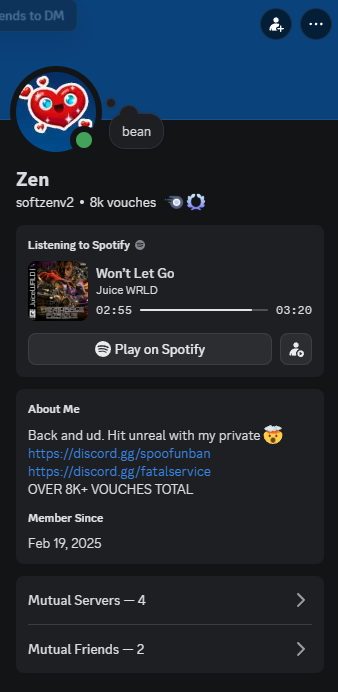 ends to DM
bean
Zen
softzenv2 • 8k vouches
Listening to Spotify
Won't Let Go
Juice WRLD
02:55 03:20
Play on Spotify
About Me
Back and ud. Hit unreal with my private 🤯
https://discord.gg/spoofunban
https://discord.gg/fatalservice
OVER 8K+ VOUCHES TOTAL
Member Since
Feb 19, 2025
Mutual Servers — 4
Mutual Friends — 2